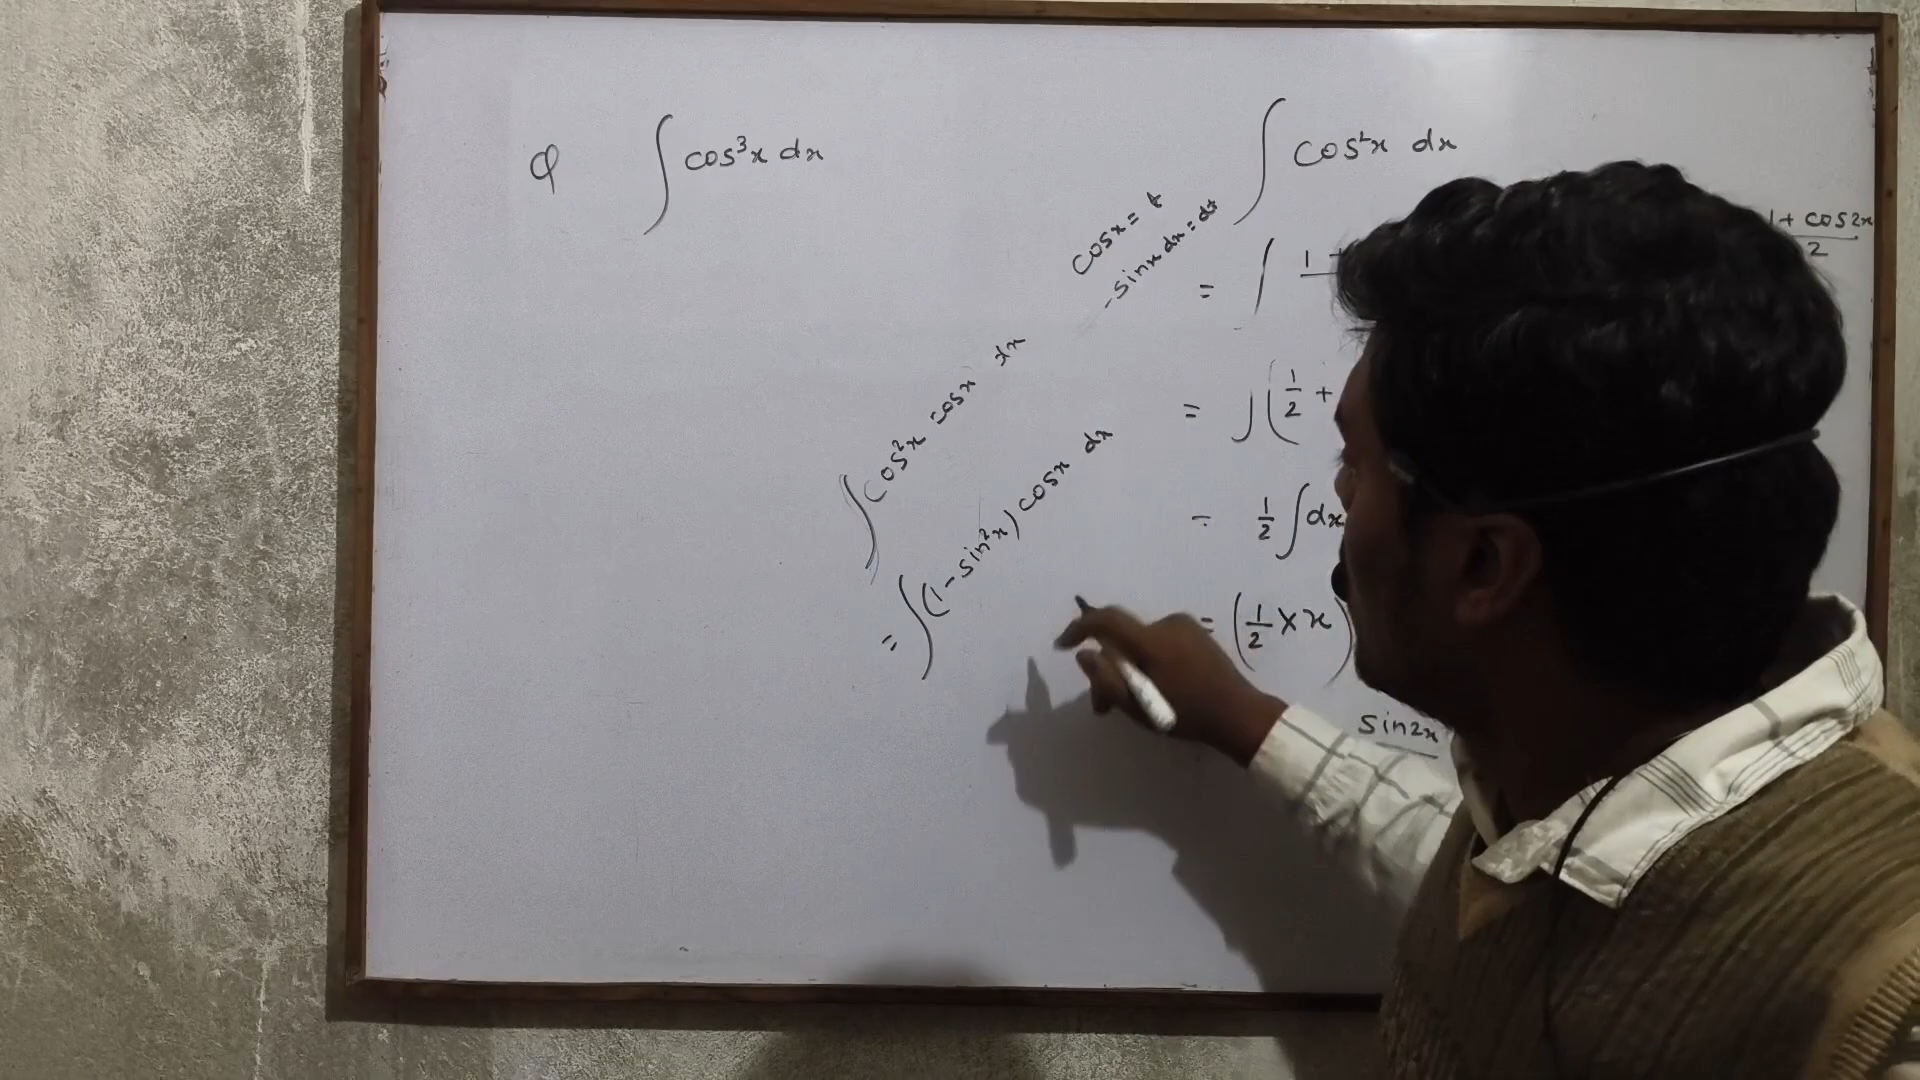 Q ∫ cos³x dx
∫ cos²x cosx dx
= ∫ (1 - sin²x) cosx dx
cosx = t
-sinx dx = dt
∫ cos²x dx
= ∫ 1 +
1 + cos2x
2
= ∫ ( 1/2 +
= 1/2 ∫ dx
= ( 1/2 × x )
sin2x